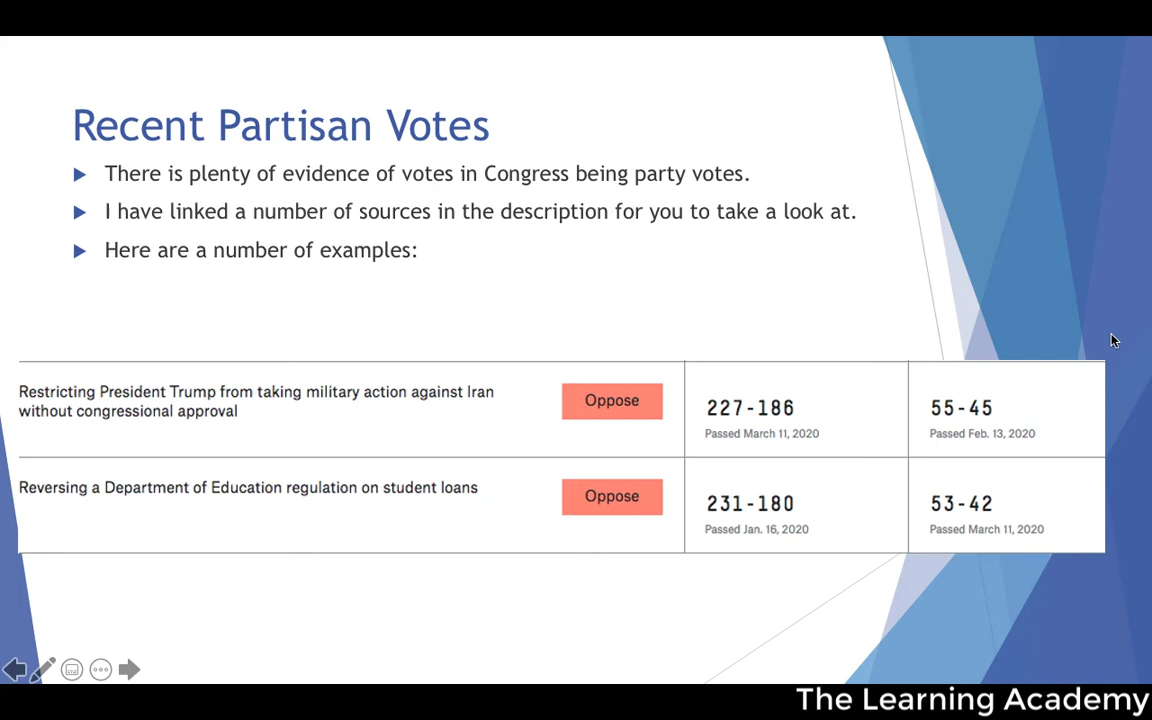 Recent Partisan Votes
There is plenty of evidence of votes in Congress being party votes.
I have linked a number of sources in the description for you to take a look at.
Here are a number of examples:
Restricting President Trump from taking military action against Iran
without congressional approval
Oppose
227-186
Passed March 11, 2020
55-45
Passed Feb. 13, 2020
Reversing a Department of Education regulation on student loans
Oppose
231-180
Passed Jan. 16, 2020
53-42
Passed March 11, 2020
The Learning Academy